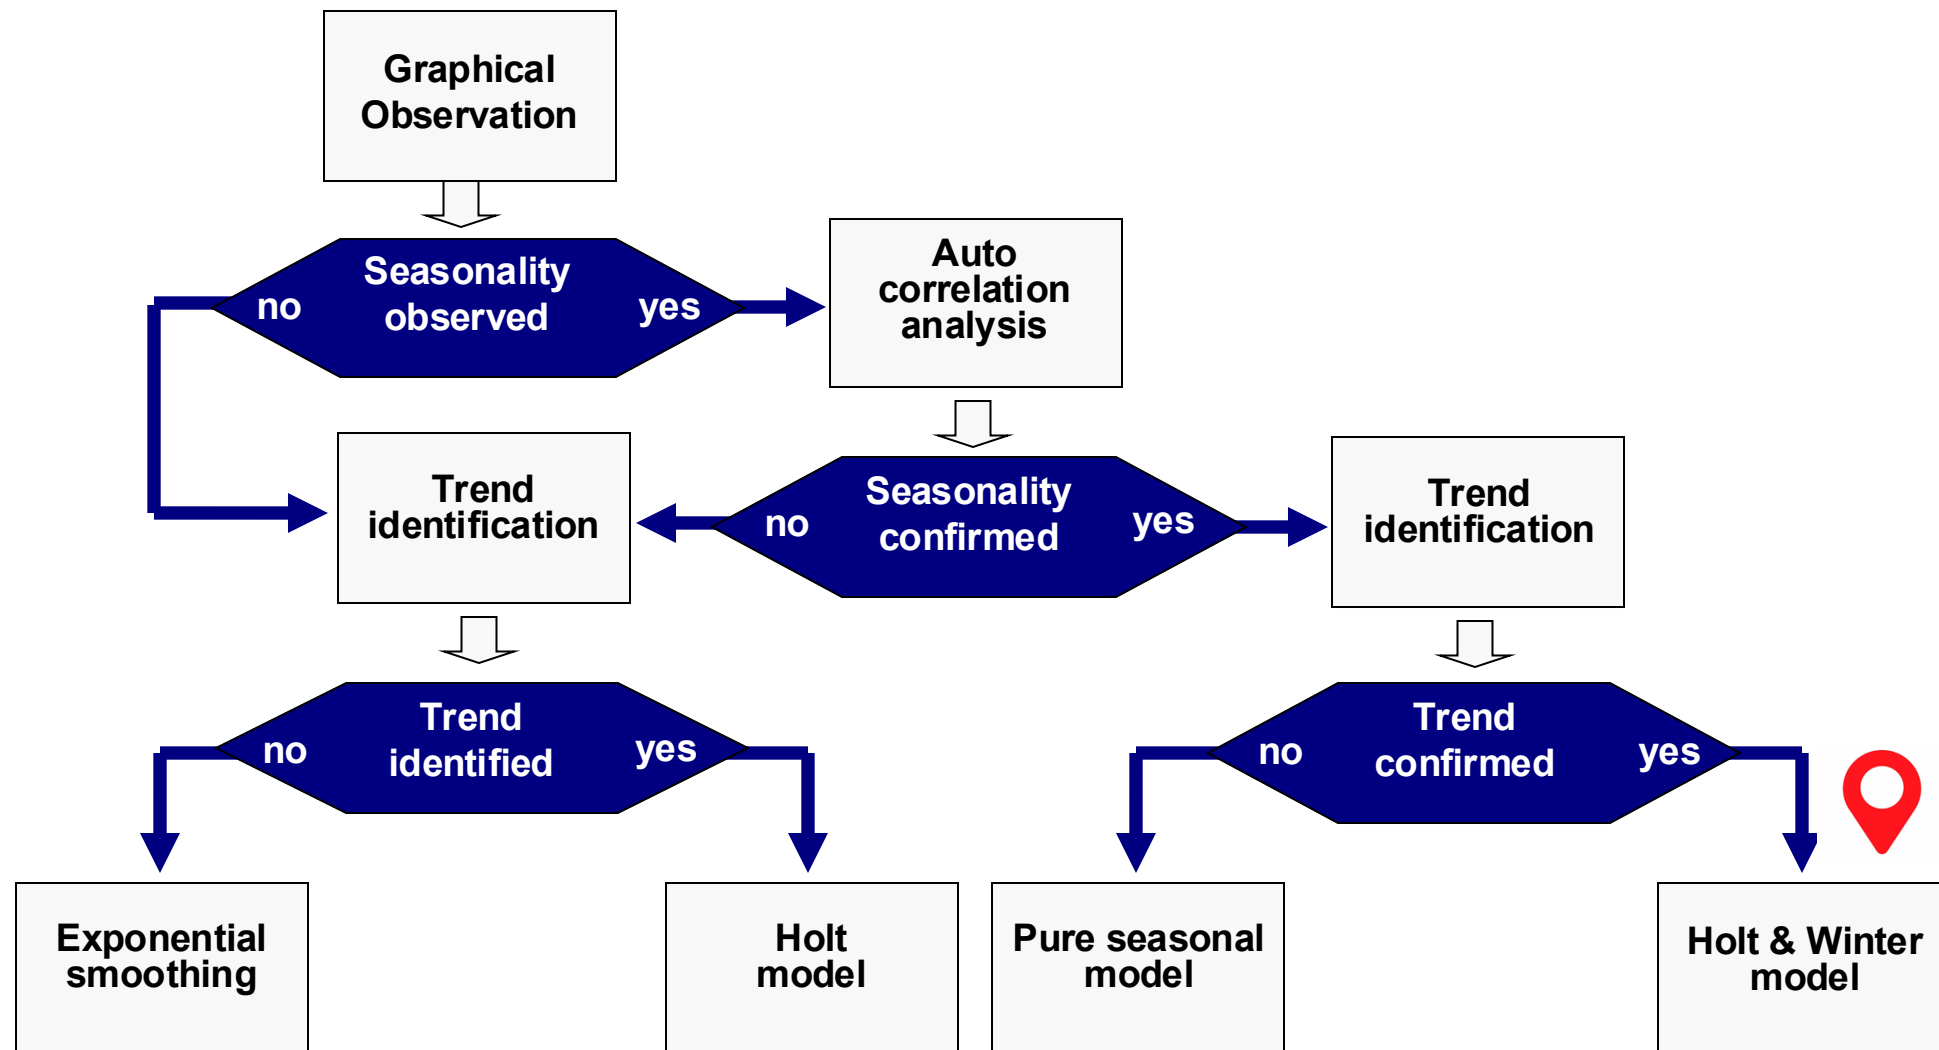 Graphical
Observation
Seasonality
observed
no
yes
Auto
correlation
analysis
Trend
identification
Seasonality
confirmed
no
yes
Trend
identification
Trend
identified
no
yes
Trend
confirmed
no
yes
Exponential
smoothing
Holt
model
Pure seasonal
model
Holt & Winter
model